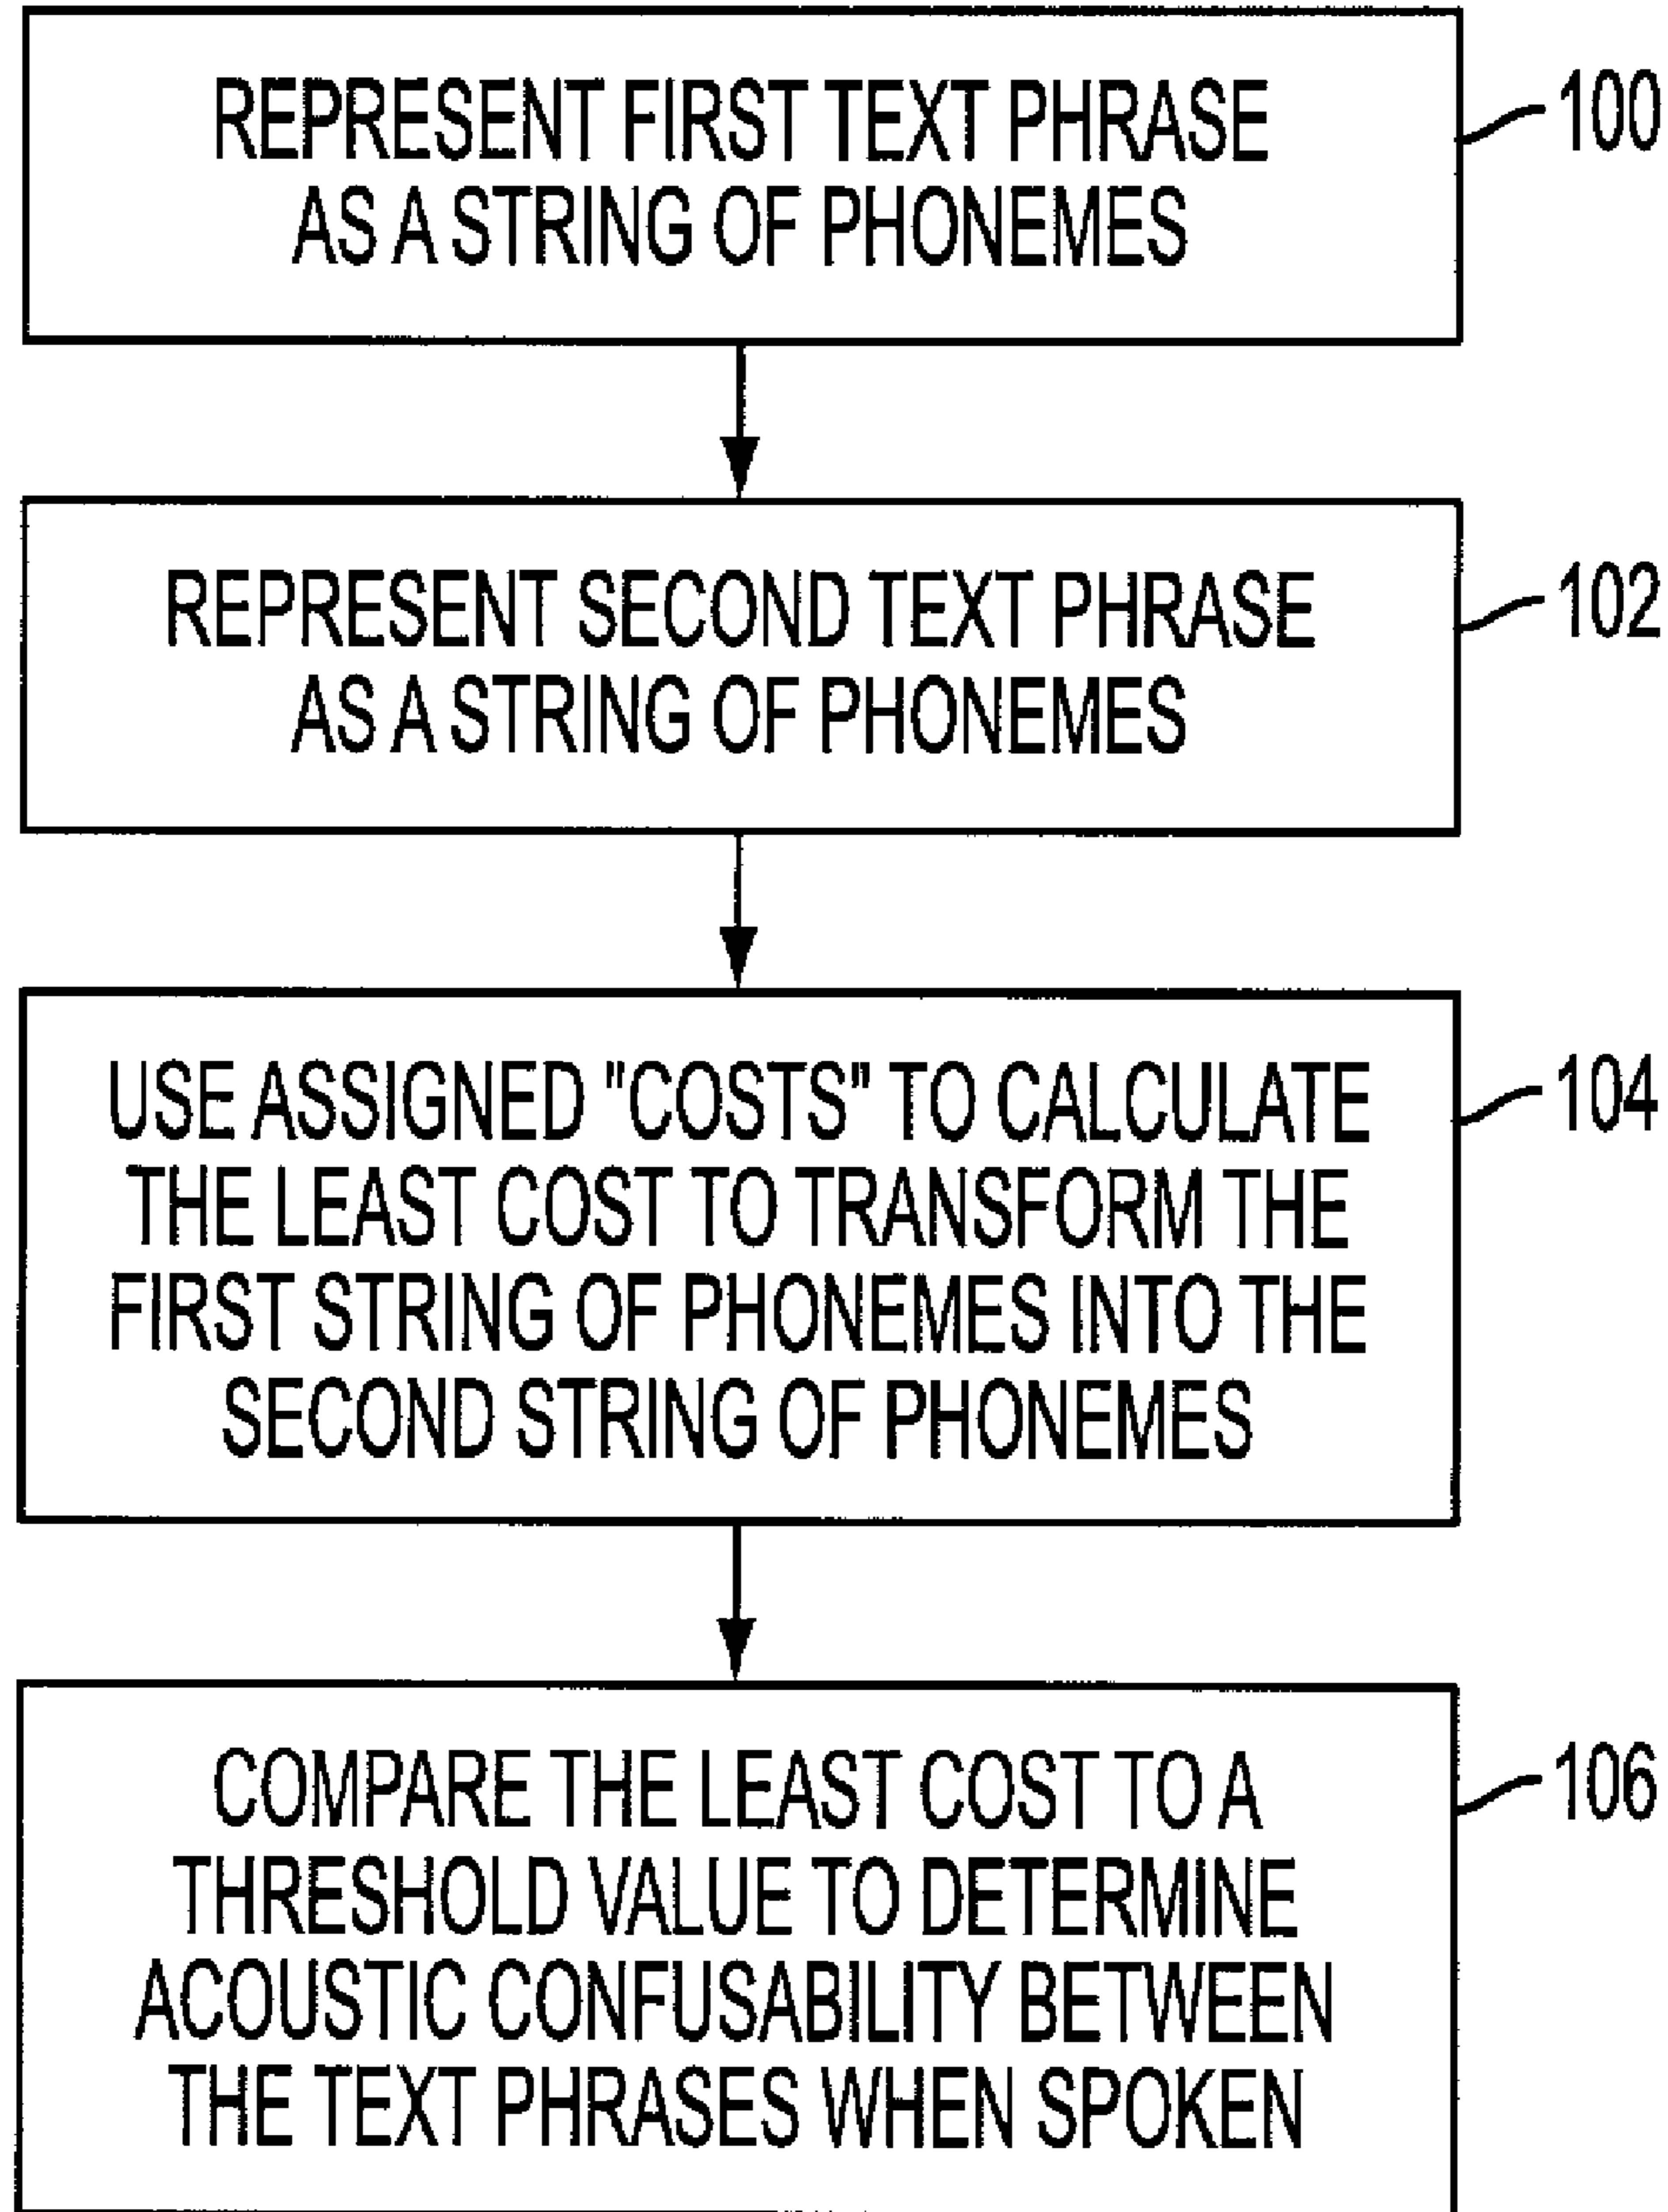 REPRESENT FIRST TEXT PHRASE
AS A STRING OF PHONEMES
100
REPRESENT SECOND TEXT PHRASE
AS A STRING OF PHONEMES
102
USE ASSIGNED "COSTS" TO CALCULATE
THE LEAST COST TO TRANSFORM THE
FIRST STRING OF PHONEMES INTO THE
SECOND STRING OF PHONEMES
104
COMPARE THE LEAST COST TO A
THRESHOLD VALUE TO DETERMINE
ACOUSTIC CONFUSABILITY BETWEEN
THE TEXT PHRASES WHEN SPOKEN
106